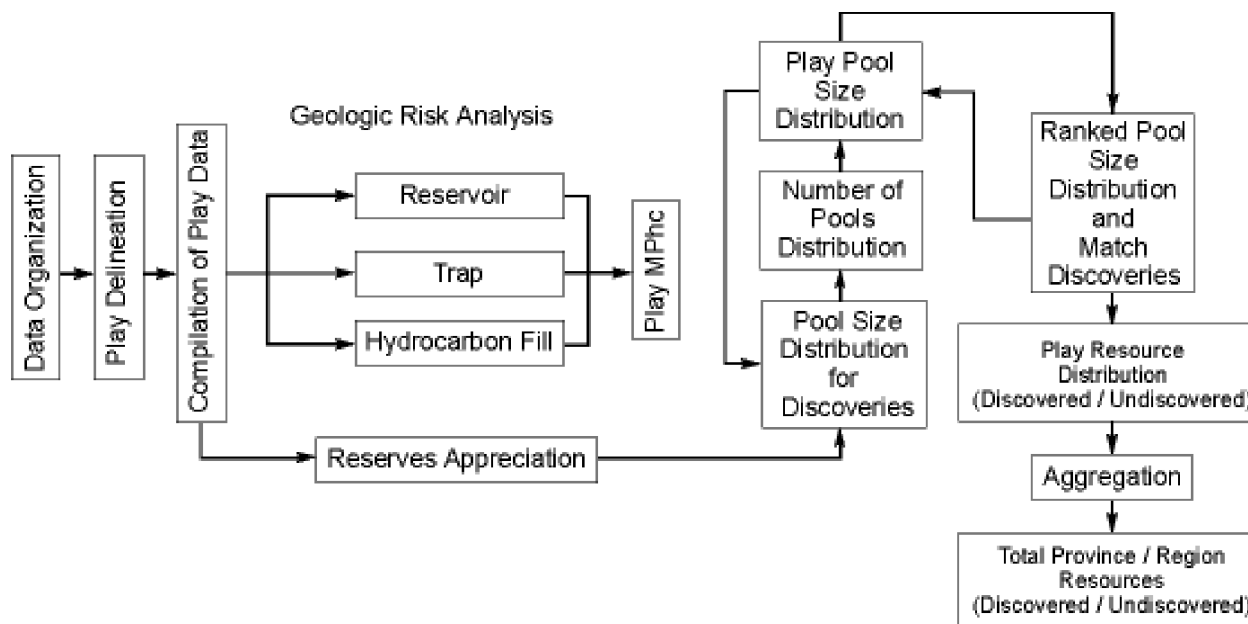 Data Organization
Play Delineation
Compilation of Play Data
Geologic Risk Analysis
Reservoir
Trap
Hydrocarbon Fill
Play MPhc
Reserves Appreciation
Play Pool
Size
Distribution
Number of
Pools
Distribution
Pool Size
Distribution
for
Discoveries
Ranked Pool
Size
Distribution
and
Match
Discoveries
Play Resource
Distribution
(Discovered / Undiscovered)
Aggregation
Total Province / Region
Resources
(Discovered / Undiscovered)